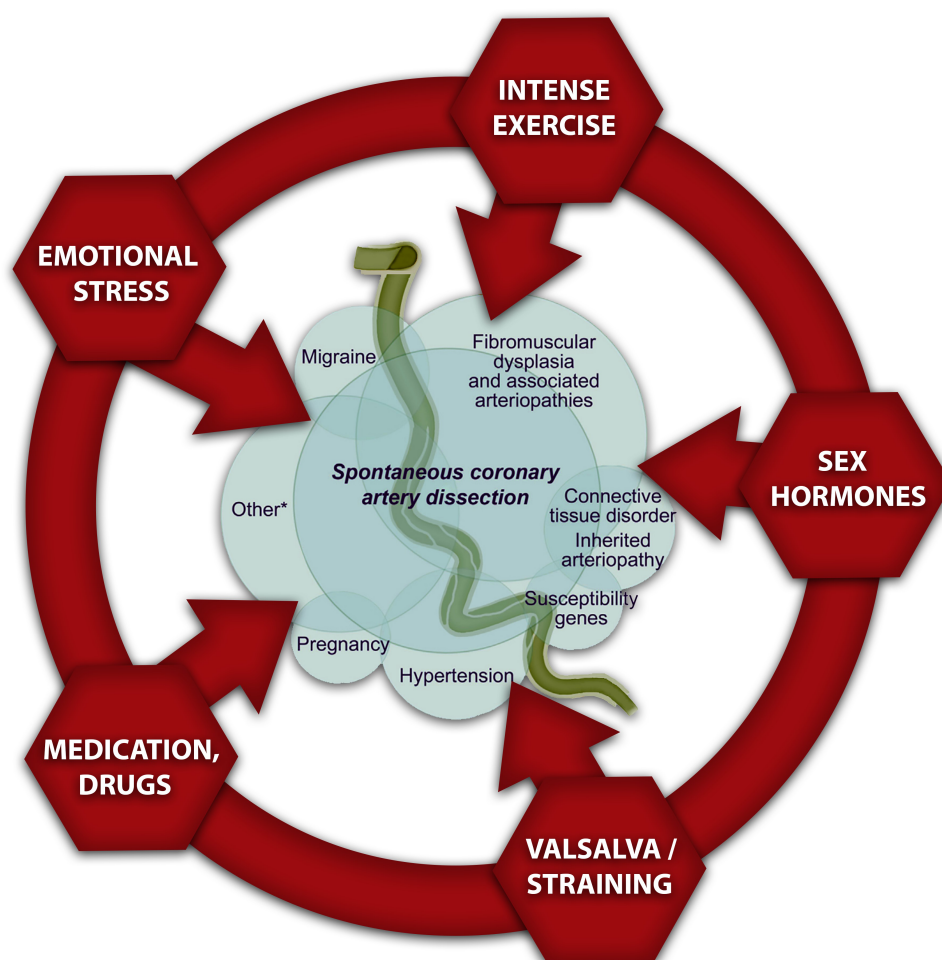 INTENSE
EXERCISE
EMOTIONAL
STRESS
Migraine
Fibromuscular
dysplasia
and associated
arteriopathies
Spontaneous coronary
artery dissection
SEX
HORMONES
Other*
Connective
tissue disorder
Inherited
arteriopathy
Susceptibility
genes
Pregnancy
Hypertension
MEDICATION,
DRUGS
VALSALVA /
STRAINING